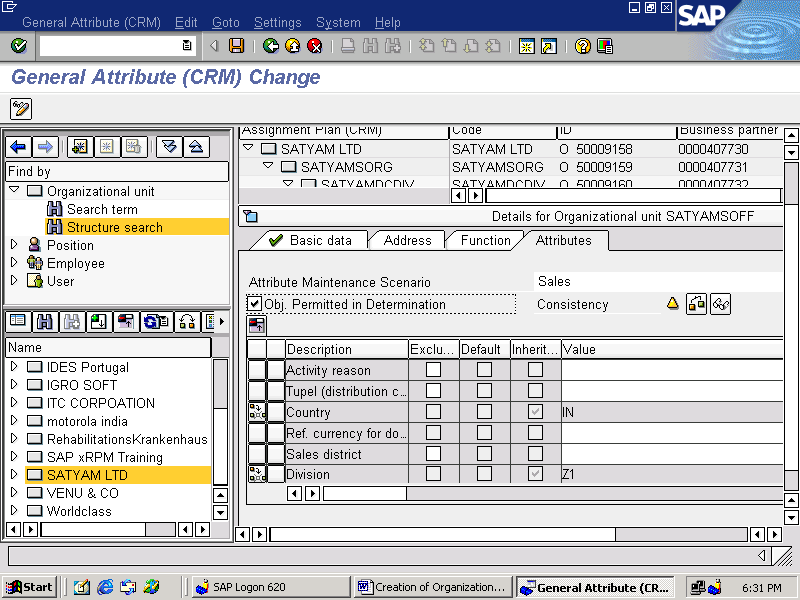 General Attribute (CRM) Edit Goto Settings System Help
SAP
General Attribute (CRM) Change
Find by
Organizational unit
Search term
Structure search
Position
Employee
User
Name
IDES Portugal
IGRO SOFT
ITC CORPOATION
motorola india
RehabilitationsKrankenhaus
SAP xRPM Training
SATYAM LTD
VENU & CO
Worldclass
Assignment Plan (CRM) Code ID Business partner
SATYAM LTD SATYAM LTD O 50009158 0000407730
SATYAMSORG SATYAMSORG O 50009159 0000407731
SATYAMDCDIV SATYAMDCDIV O 50009160 0000407732
Details for Organizational unit SATYAMSOFF
Basic data Address Function Attributes
Attribute Maintenance Scenario Sales
Obj. Permitted in Determination Consistency
Description Exclu... Default Inherit... Value
Activity reason
Tupel (distribution c...
Country IN
Ref. currency for do...
Sales district
Division Z1
Start SAP Logon 620 Creation of Organization... General Attribute (CR... 6:31 PM